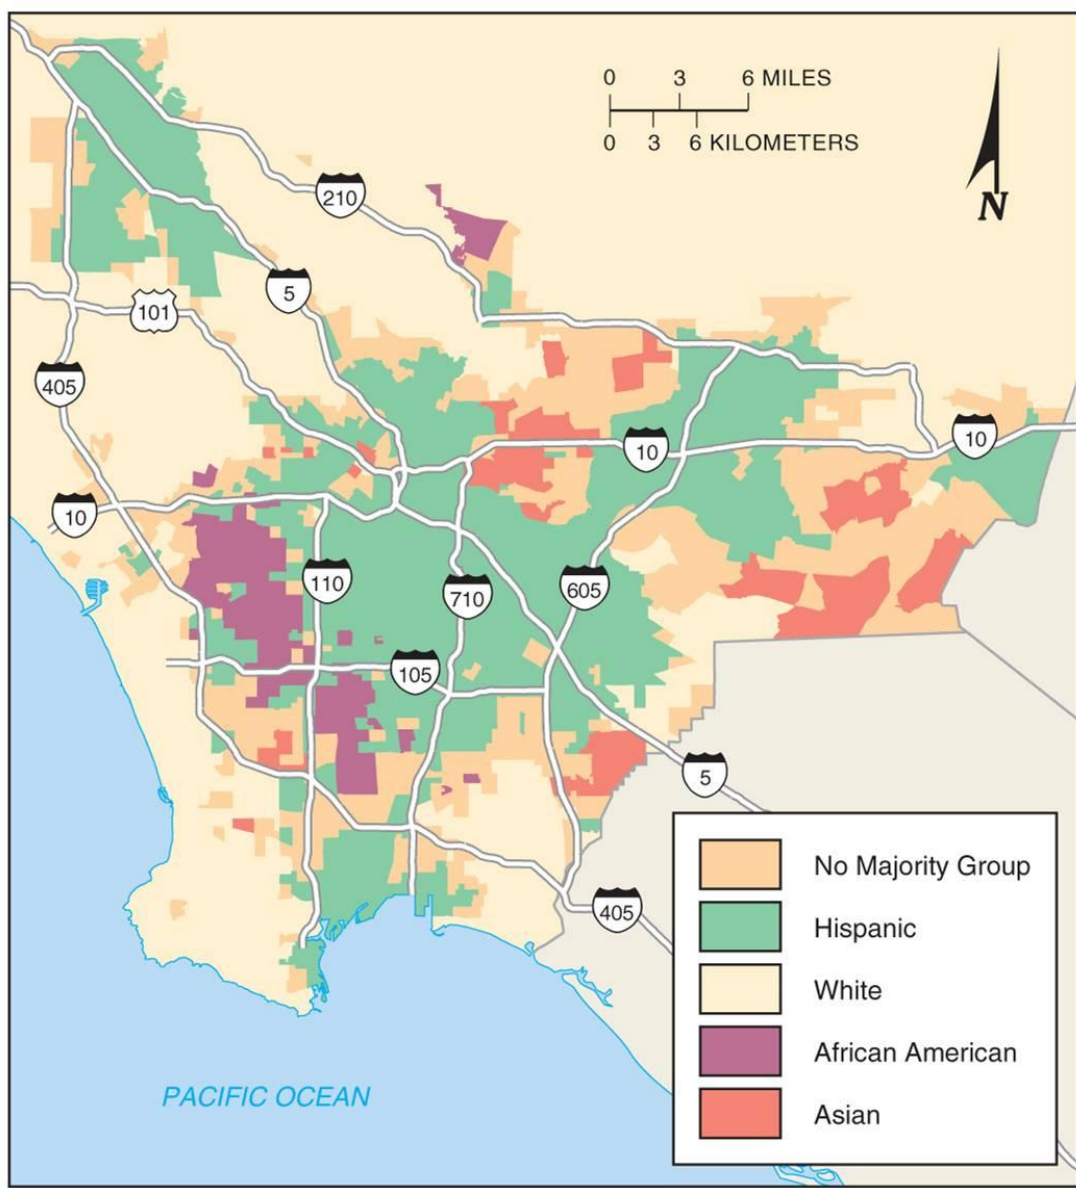 0 3 6 MILES
0 3 6 KILOMETERS
N
210
5
101
405
10
10
10
110
710
605
105
5
405
No Majority Group
Hispanic
White
African American
Asian
PACIFIC OCEAN